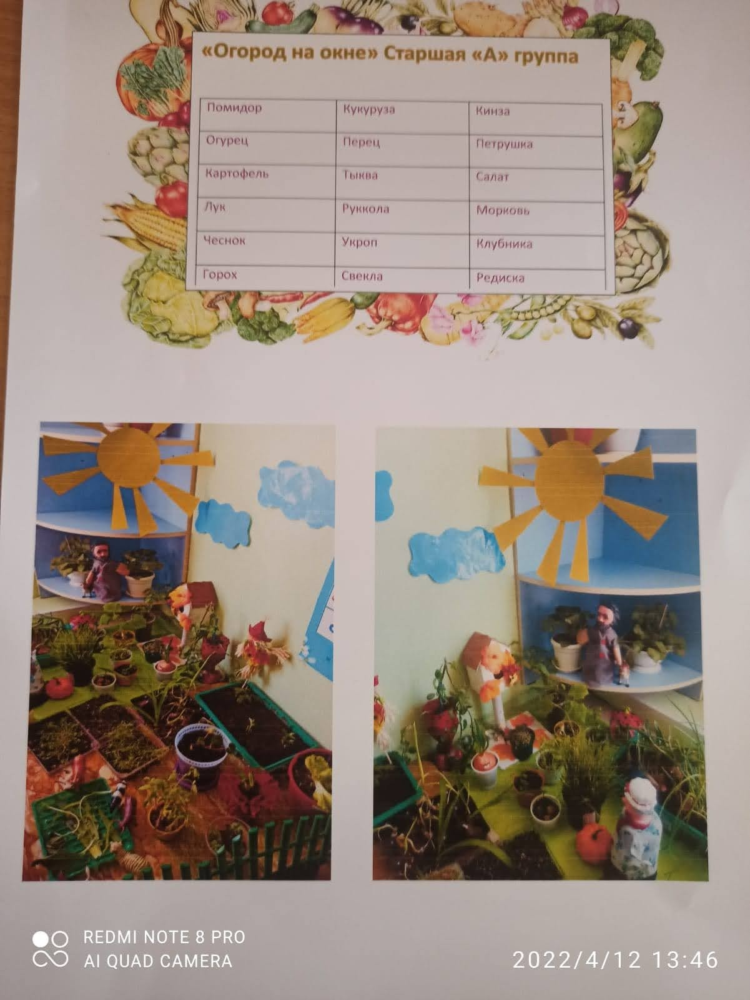 «Огород на окне» Старшая «А» группа
Помидор Кукуруза Кинза
Огурец Перец Петрушка
Картофель Тыква Салат
Лук Руккола Морковь
Чеснок Укроп Клубника
Горох Свекла Редиска
REDMI NOTE 8 PRO
AI QUAD CAMERA
2022/4/12 13:46